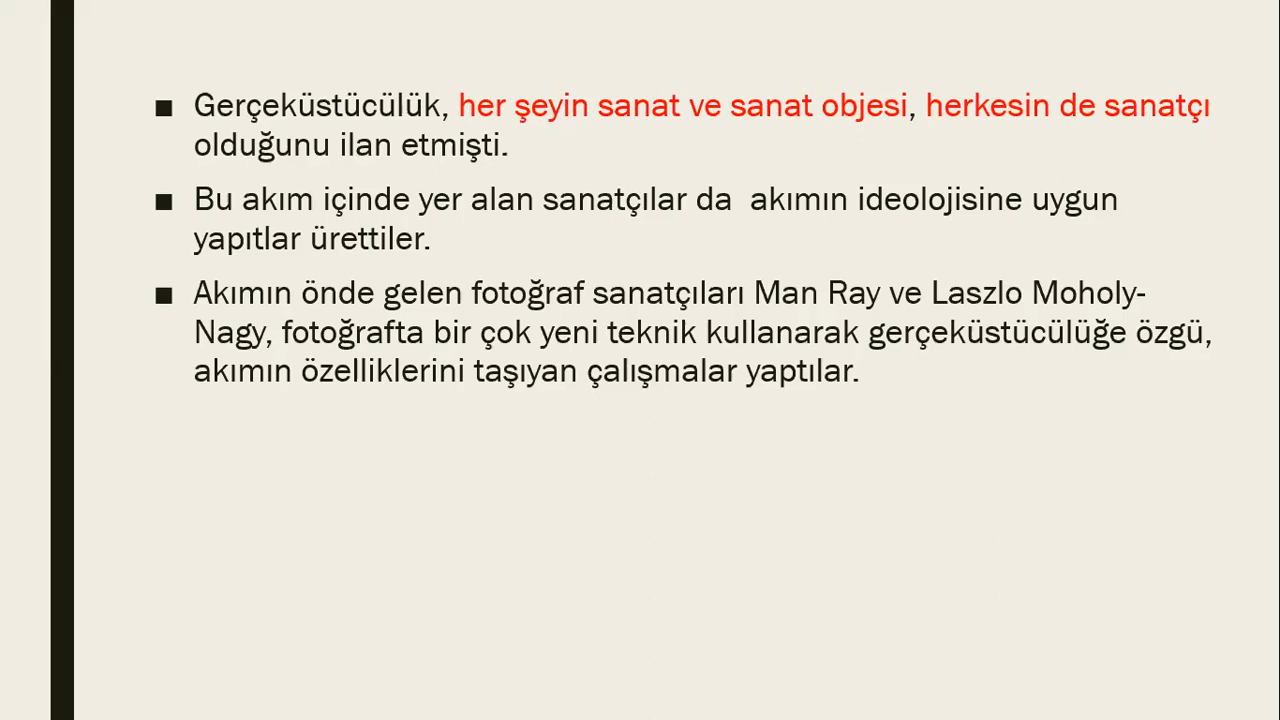 ■ Gerçeküstücülük, her şeyin sanat ve sanat objesi, herkesin de sanatçı
olduğunu ilan etmişti.
■ Bu akım içinde yer alan sanatçılar da  akımın ideolojisine uygun
yapıtlar ürettiler.
■ Akımın önde gelen fotoğraf sanatçıları Man Ray ve Laszlo Moholy-
Nagy, fotoğrafta bir çok yeni teknik kullanarak gerçeküstücülüğe özgü,
akımın özelliklerini taşıyan çalışmalar yaptılar.